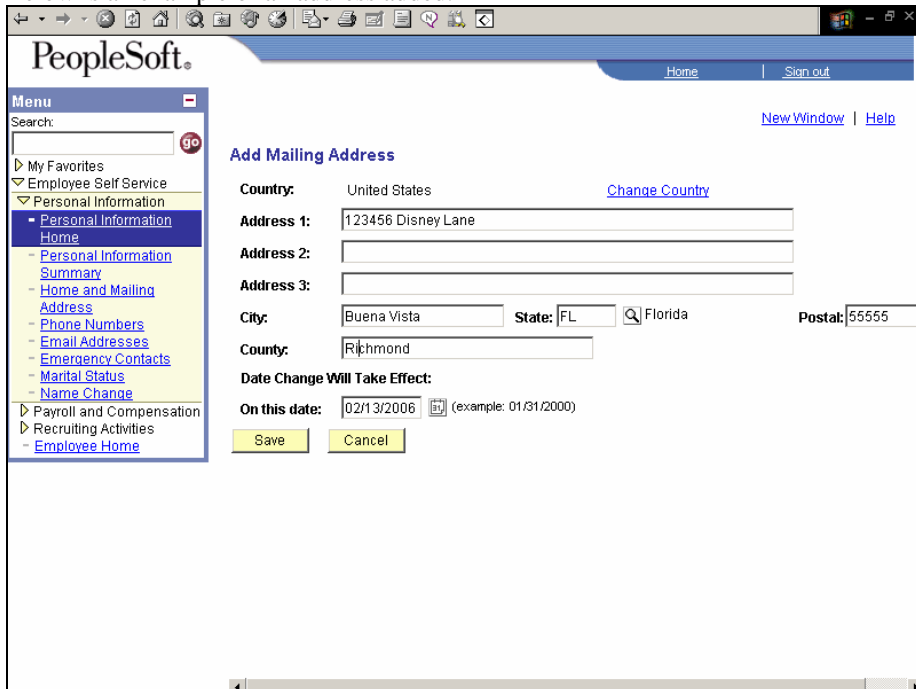 PeopleSoft®
Home | Sign out
Menu
Search:
go
My Favorites
Employee Self Service
Personal Information
Personal Information
Home
Personal Information
Summary
Home and Mailing
Address
Phone Numbers
Email Addresses
Emergency Contacts
Marital Status
Name Change
Payroll and Compensation
Recruiting Activities
Employee Home
New Window | Help
Add Mailing Address
Country: United States Change Country
Address 1: 123456 Disney Lane
Address 2:
Address 3:
City: Buena Vista State: FL Florida Postal: 55555
County: Richmond
Date Change Will Take Effect:
On this date: 02/13/2006 (example: 01/31/2000)
Save Cancel